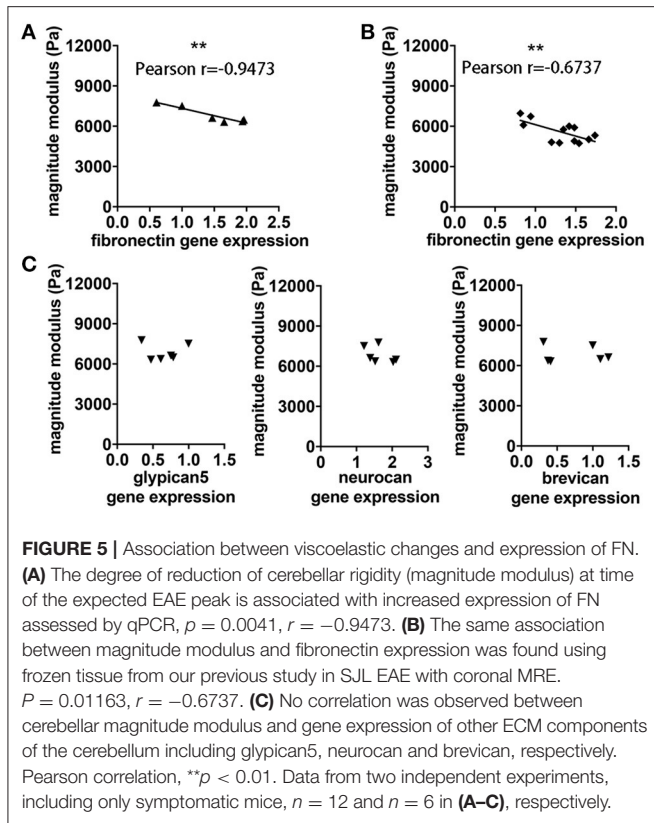 A
B
**
**
Pearson r=-0.9473
Pearson r=-0.6737
magnitude modulus (Pa)
12000
9000
6000
3000
0
0.0 0.5 1.0 1.5 2.0 2.5
fibronectin gene expression
magnitude modulus (Pa)
12000
9000
6000
3000
0
0.0 0.5 1.0 1.5 2.0
fibronectin gene expression
C
magnitude modulus (Pa)
12000
9000
6000
3000
0
0.0 0.5 1.0 1.5
glypican5
gene expression
magnitude modulus (Pa)
12000
9000
6000
3000
0
0 1 2 3
neurocan
gene expression
magnitude modulus (Pa)
12000
9000
6000
3000
0
0.0 0.5 1.0 1.5
brevican
gene expression
FIGURE 5 | Association between viscoelastic changes and expression of FN.
(A) The degree of reduction of cerebellar rigidity (magnitude modulus) at time
of the expected EAE peak is associated with increased expression of FN
assessed by qPCR, p = 0.0041, r = −0.9473. (B) The same association
between magnitude modulus and fibronectin expression was found using
frozen tissue from our previous study in SJL EAE with coronal MRE.
P = 0.01163, r = −0.6737. (C) No correlation was observed between
cerebellar magnitude modulus and gene expression of other ECM components
of the cerebellum including glypican5, neurocan and brevican, respectively.
Pearson correlation, **p < 0.01. Data from two independent experiments,
including only symptomatic mice, n = 12 and n = 6 in (A–C), respectively.